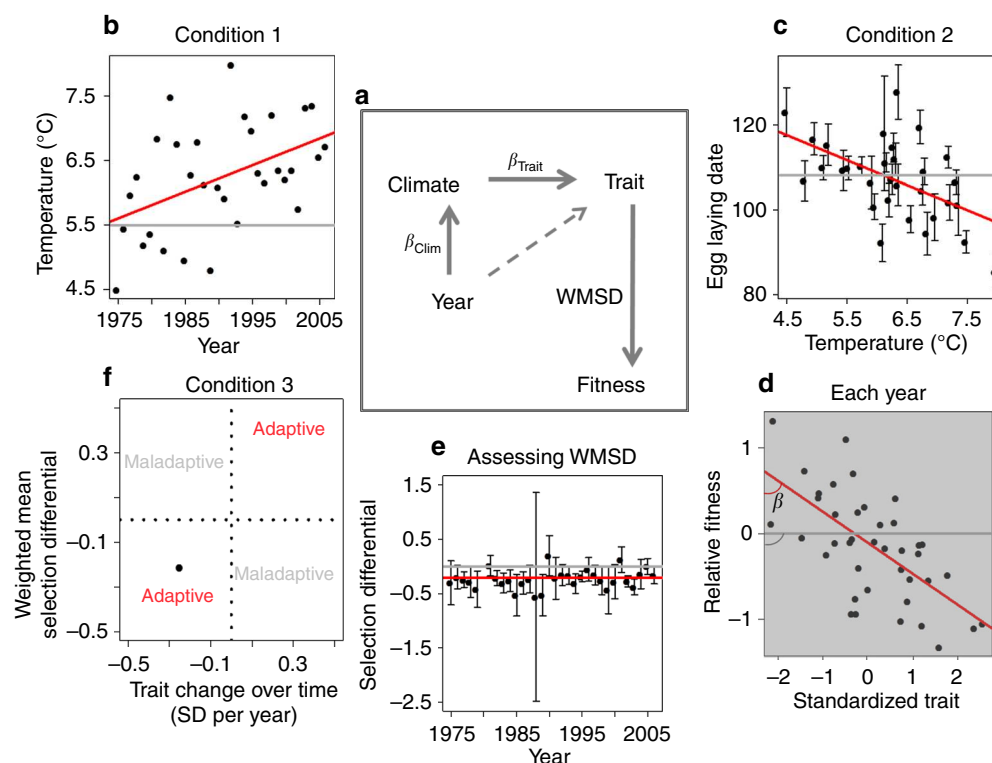 b
Condition 1
Temperature (°C)
7.5
6.5
5.5
4.5
1975 1985 1995 2005
Year
a
Climate
βTrait
Trait
βClim
Year
WMSD
Fitness
c
Condition 2
Egg laying date
120
100
80
4.5 5.5 6.5 7.5
Temperature (°C)
f
Condition 3
Weighted mean
selection differential
0.3
−0.1
−0.5
Adaptive
Maladaptive
Maladaptive
Adaptive
−0.5 −0.1 0.3
Trait change over time
(SD per year)
e
Assessing WMSD
Selection differential
1.5
0.5
−0.5
−1.5
−2.5
1975 1985 1995 2005
Year
d
Each year
Relative fitness
1
0
−1
β
−2 −1 0 1 2
Standardized trait